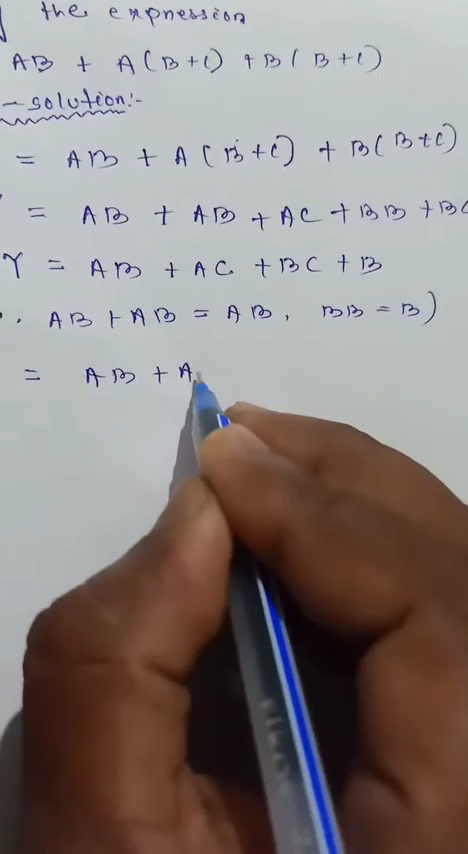 the expression
AB + A(B+C) + B(B+C)
- solution:-
= AB + A(B+C) + B(B+C)
= AB + AB + AC + BB + BC
Y = AB + AC + BC + B
AB + AB = AB, BB = B)
= AB + A